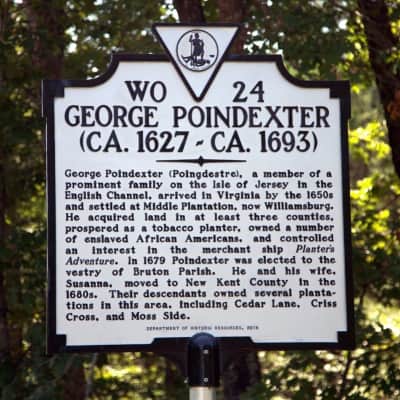 WO 24
GEORGE POINDEXTER
(CA. 1627 - CA. 1693)
George Poindexter (Poingdestre), a member of a
prominent family on the isle of Jersey in the
English Channel, arrived in Virginia by the 1650s
and settled at Middle Plantation, now Williamsburg.
He acquired land in at least three counties,
prospered as a tobacco planter, owned a number
of enslaved African Americans, and controlled
an interest in the merchant ship Planter's
Adventure. In 1679 Poindexter was elected to the
vestry of Bruton Parish. He and his wife,
Susanna, moved to New Kent County in the
1680s. Their descendants owned several planta-
tions in this area, including Cedar Lane, Criss
Cross, and Moss Side.
DEPARTMENT OF HISTORIC RESOURCES,